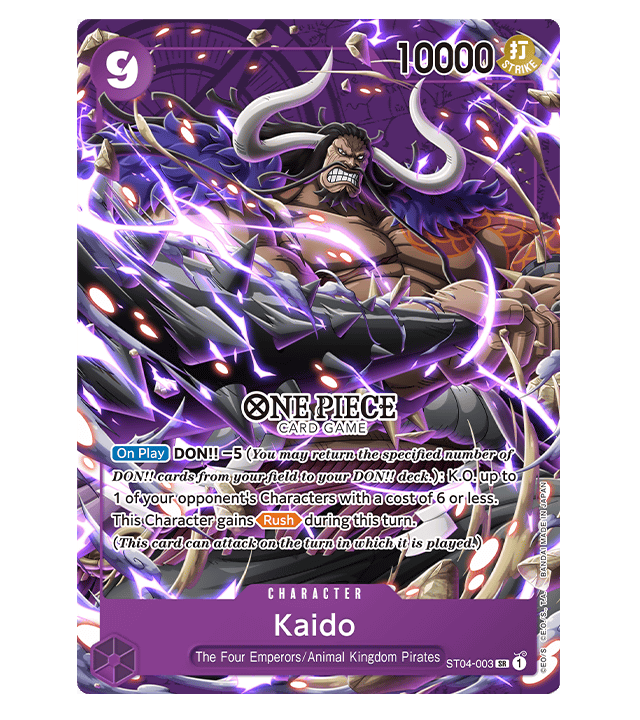 9
10000 打
STRIKE
ONE PIECE
CARD GAME
On Play DON!! −5 (You may return the specified number of
DON!! cards from your field to your DON!! deck.): K.O. up to
1 of your opponent's Characters with a cost of 6 or less.
This Character gains Rush during this turn.
(This card can attack on the turn in which it is played.)
CHARACTER
Kaido
The Four Emperors/Animal Kingdom Pirates
ST04-003 SR 1
©E.O./S. ©E.O./S., T.A. BANDAI MADE IN JAPAN